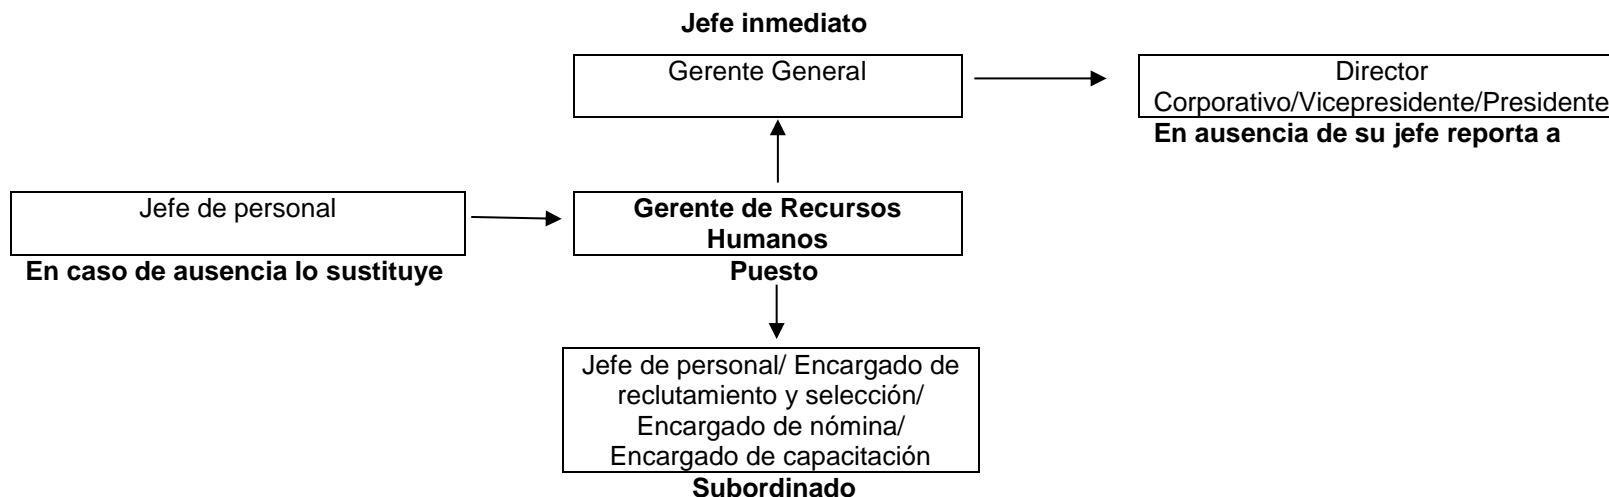 Jefe inmediato
Gerente General
Director
Corporativo/Vicepresidente/Presidente
En ausencia de su jefe reporta a
Jefe de personal
En caso de ausencia lo sustituye
Gerente de Recursos
Humanos
Puesto
Jefe de personal/ Encargado de
reclutamiento y selección/
Encargado de nómina/
Encargado de capacitación
Subordinado